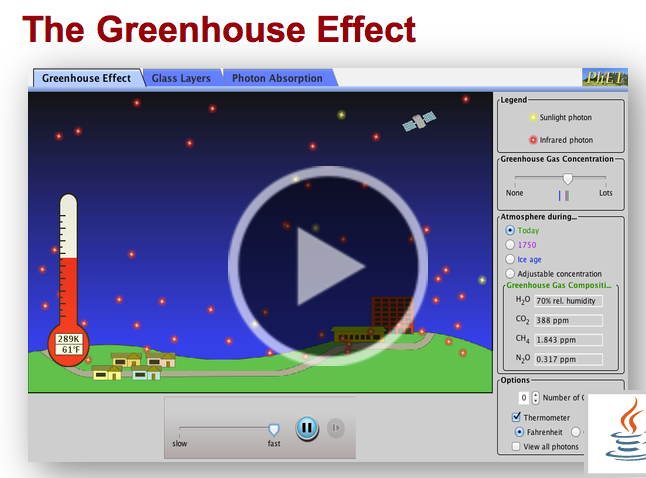 The Greenhouse Effect
Greenhouse Effect
Glass Layers
Photon Absorption
PhET
Legend
Sunlight photon
Infrared photon
Greenhouse Gas Concentration
None
Lots
Atmosphere during...
Today
1750
Ice age
Adjustable concentration
Greenhouse Gas Compositi...
H2O 70% rel. humidity
CO2 388 ppm
CH4 1.843 ppm
N2O 0.317 ppm
Options
0 Number of C
Thermometer
Fahrenheit
View all photons
289K
61°F
slow
fast